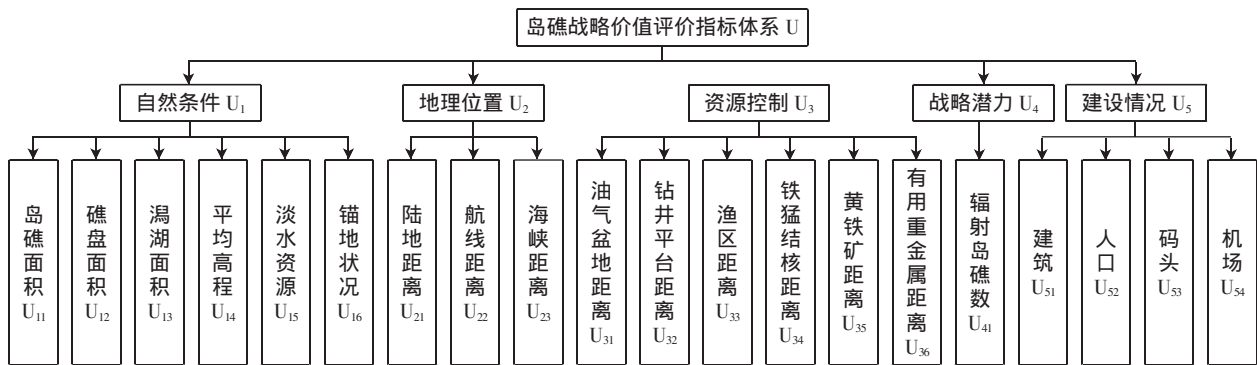 岛礁战略价值评价指标体系 U
自然条件 U₁
地理位置 U₂
资源控制 U₃
战略潜力 U₄
建设情况 U₅
岛礁面积 U₁₁
礁盘面积 U₁₂
潟湖面积 U₁₃
平均高程 U₁₄
淡水资源 U₁₅
锚地状况 U₁₆
陆地距离 U₂₁
航线距离 U₂₂
海峡距离 U₂₃
油气盆地距离 U₃₁
钻井平台距离 U₃₂
渔区距离 U₃₃
铁猛结核距离 U₃₄
黄铁矿距离 U₃₅
有用重金属距离 U₃₆
辐射岛礁数 U₄₁
建筑 U₅₁
人口 U₅₂
码头 U₅₃
机场 U₅₄